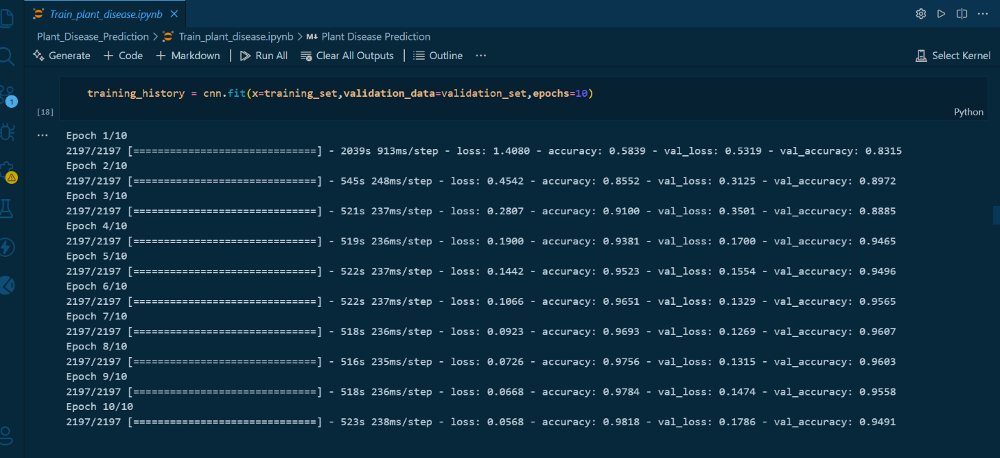 Train_plant_disease.ipynb
Plant_Disease_Prediction > Train_plant_disease.ipynb > M↓ Plant Disease Prediction
Generate + Code + Markdown | Run All Clear All Outputs | Outline ... Select Kernel
training_history = cnn.fit(x=training_set,validation_data=validation_set,epochs=10)
[18] Python
1
... Epoch 1/10
2197/2197 [==============================] - 2039s 913ms/step - loss: 1.4080 - accuracy: 0.5839 - val_loss: 0.5319 - val_accuracy: 0.8315
Epoch 2/10
2197/2197 [==============================] - 545s 248ms/step - loss: 0.4542 - accuracy: 0.8552 - val_loss: 0.3125 - val_accuracy: 0.8972
Epoch 3/10
2197/2197 [==============================] - 521s 237ms/step - loss: 0.2807 - accuracy: 0.9100 - val_loss: 0.3501 - val_accuracy: 0.8885
Epoch 4/10
2197/2197 [==============================] - 519s 236ms/step - loss: 0.1900 - accuracy: 0.9381 - val_loss: 0.1700 - val_accuracy: 0.9465
Epoch 5/10
2197/2197 [==============================] - 522s 237ms/step - loss: 0.1442 - accuracy: 0.9523 - val_loss: 0.1554 - val_accuracy: 0.9496
Epoch 6/10
2197/2197 [==============================] - 522s 237ms/step - loss: 0.1066 - accuracy: 0.9651 - val_loss: 0.1329 - val_accuracy: 0.9565
Epoch 7/10
2197/2197 [==============================] - 518s 236ms/step - loss: 0.0923 - accuracy: 0.9693 - val_loss: 0.1269 - val_accuracy: 0.9607
Epoch 8/10
2197/2197 [==============================] - 516s 235ms/step - loss: 0.0726 - accuracy: 0.9756 - val_loss: 0.1315 - val_accuracy: 0.9603
Epoch 9/10
2197/2197 [==============================] - 518s 236ms/step - loss: 0.0668 - accuracy: 0.9784 - val_loss: 0.1474 - val_accuracy: 0.9558
Epoch 10/10
2197/2197 [==============================] - 523s 238ms/step - loss: 0.0568 - accuracy: 0.9818 - val_loss: 0.1786 - val_accuracy: 0.9491